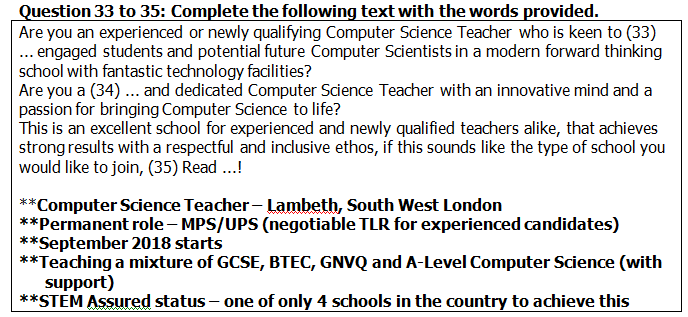 Question 33 to 35: Complete the following text with the words provided.
Are you an experienced or newly qualifying Computer Science Teacher who is keen to (33)
... engaged students and potential future Computer Scientists in a modern forward thinking
school with fantastic technology facilities?
Are you a (34) ... and dedicated Computer Science Teacher with an innovative mind and a
passion for bringing Computer Science to life?
This is an excellent school for experienced and newly qualified teachers alike, that achieves
strong results with a respectful and inclusive ethos, if this sounds like the type of school you
would like to join, (35) Read ...!
**Computer Science Teacher – Lambeth, South West London
**Permanent role – MPS/UPS (negotiable TLR for experienced candidates)
**September 2018 starts
**Teaching a mixture of GCSE, BTEC, GNVQ and A-Level Computer Science (with
support)
**STEM Assured status – one of only 4 schools in the country to achieve this